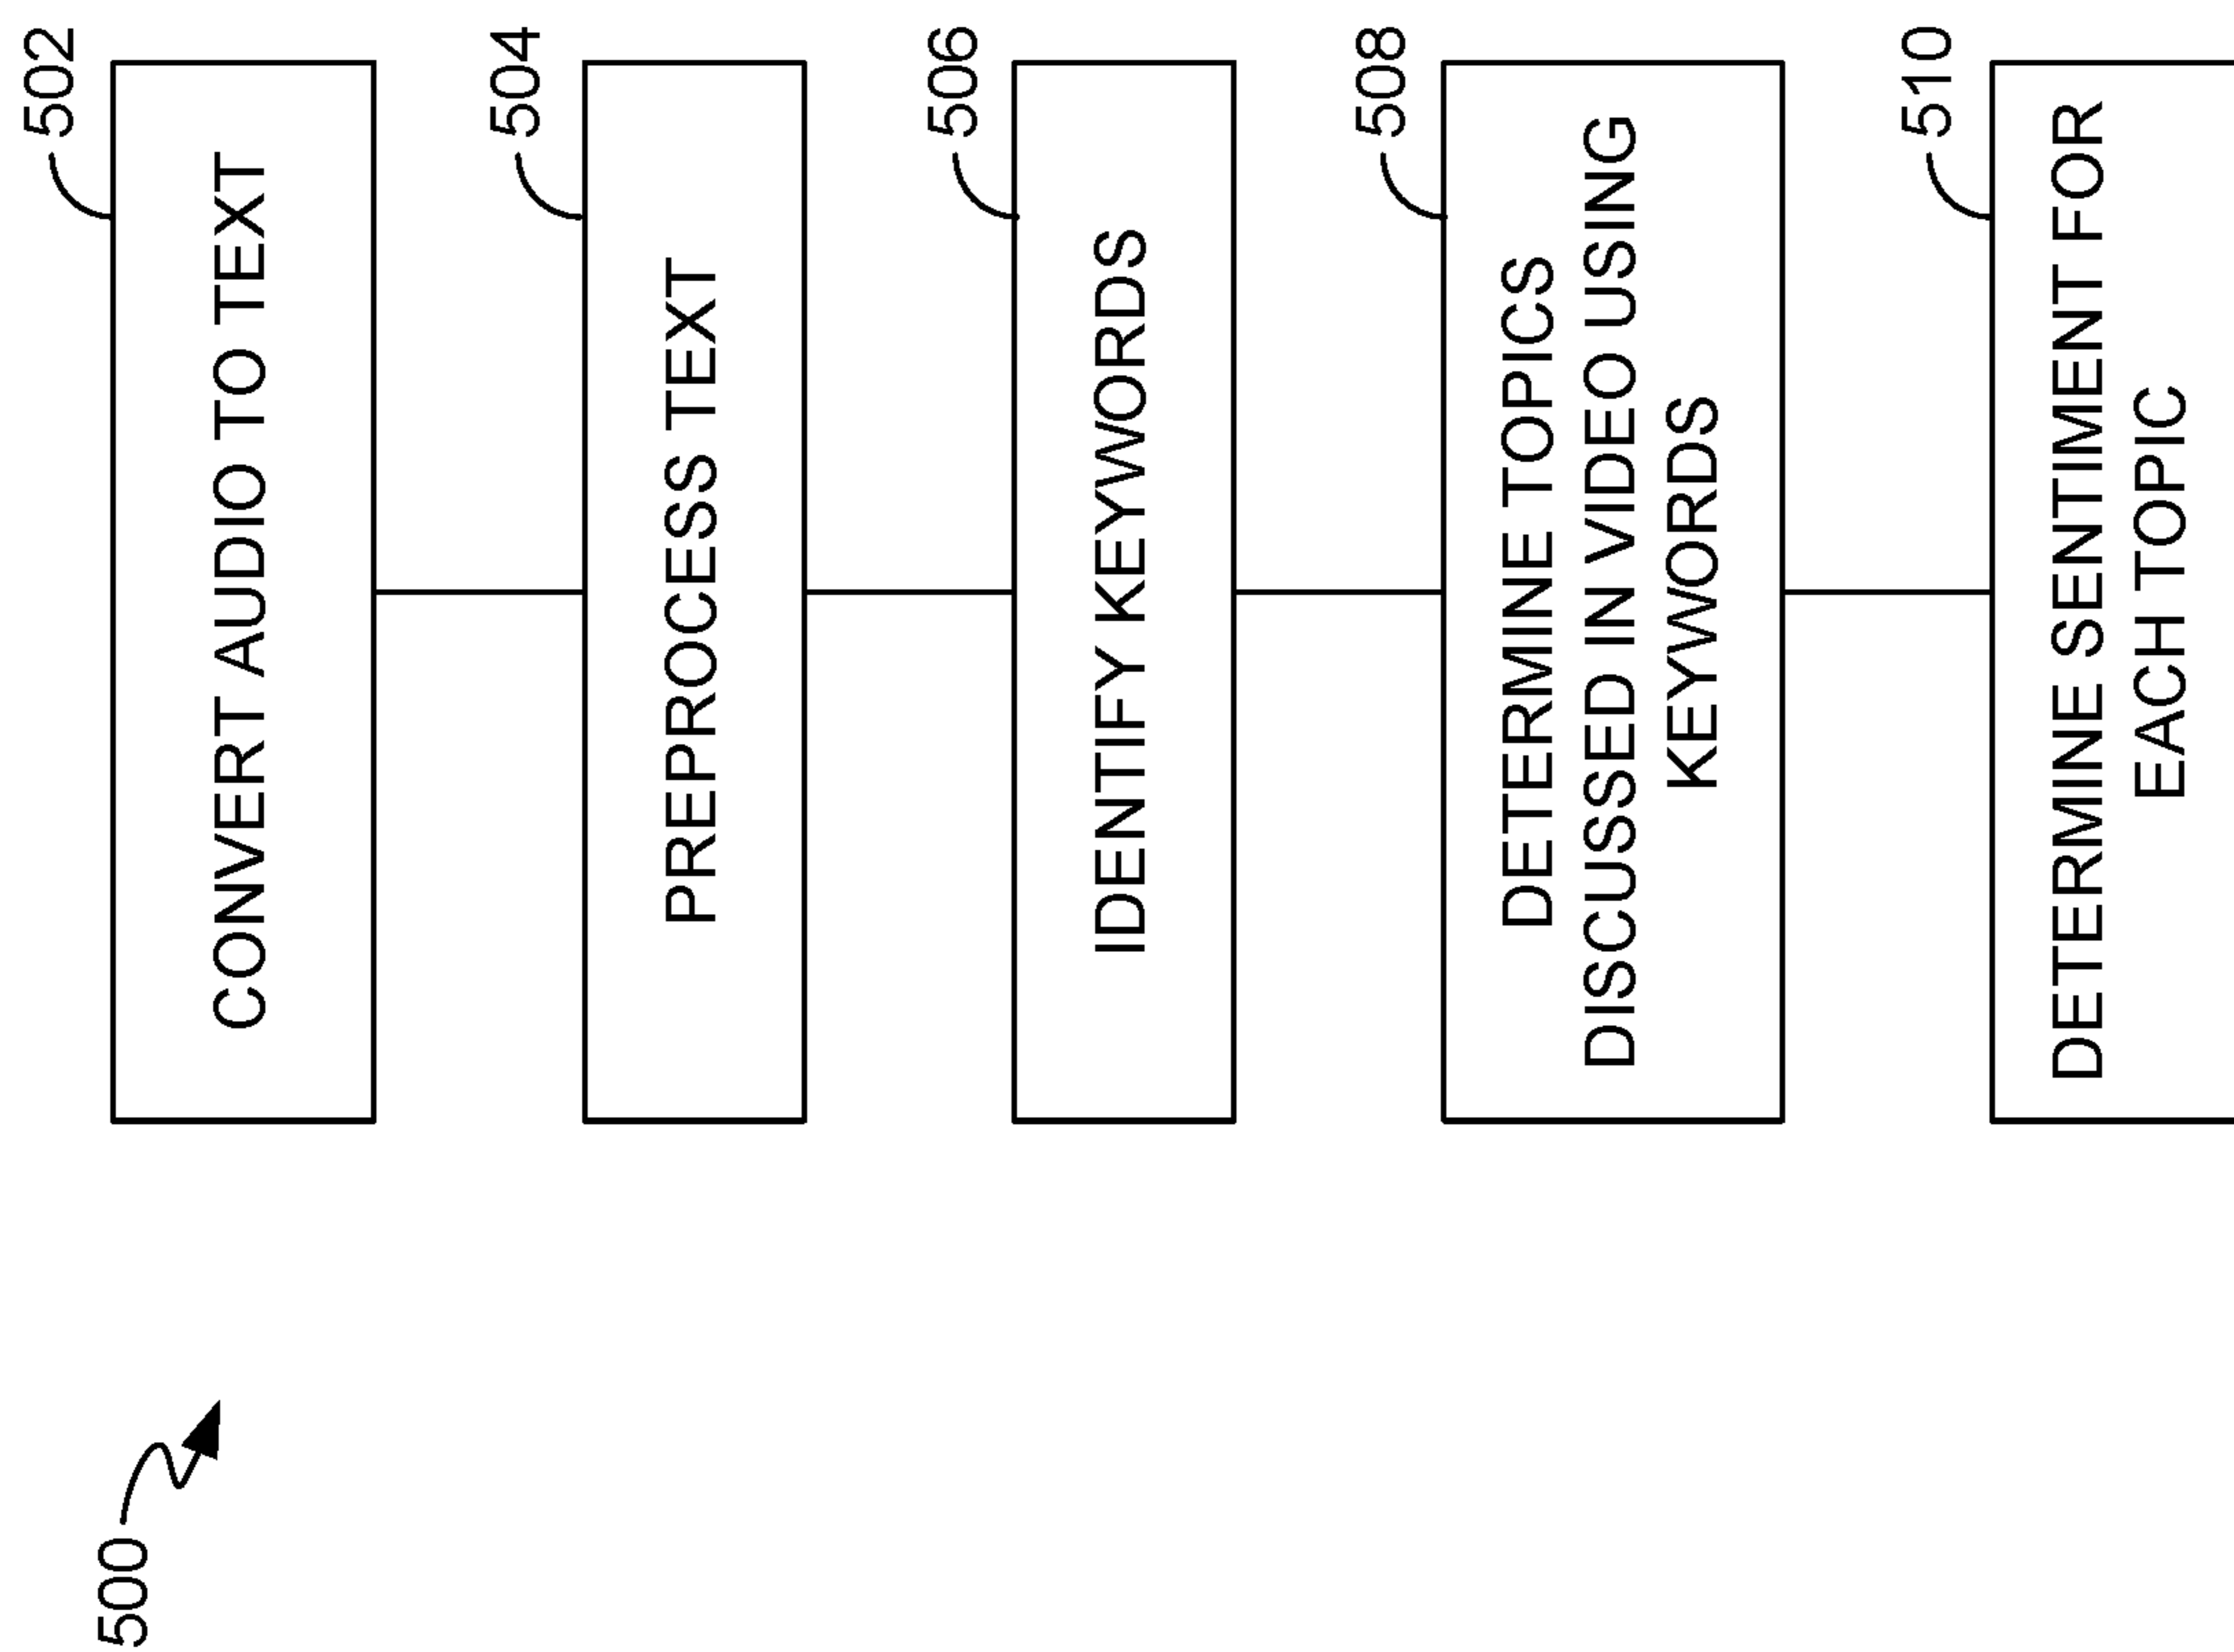 500
502
CONVERT AUDIO TO TEXT
504
PREPROCESS TEXT
506
IDENTIFY KEYWORDS
508
DETERMINE TOPICS
DISCUSSED IN VIDEO USING
KEYWORDS
510
DETERMINE SENTIMENT FOR
EACH TOPIC